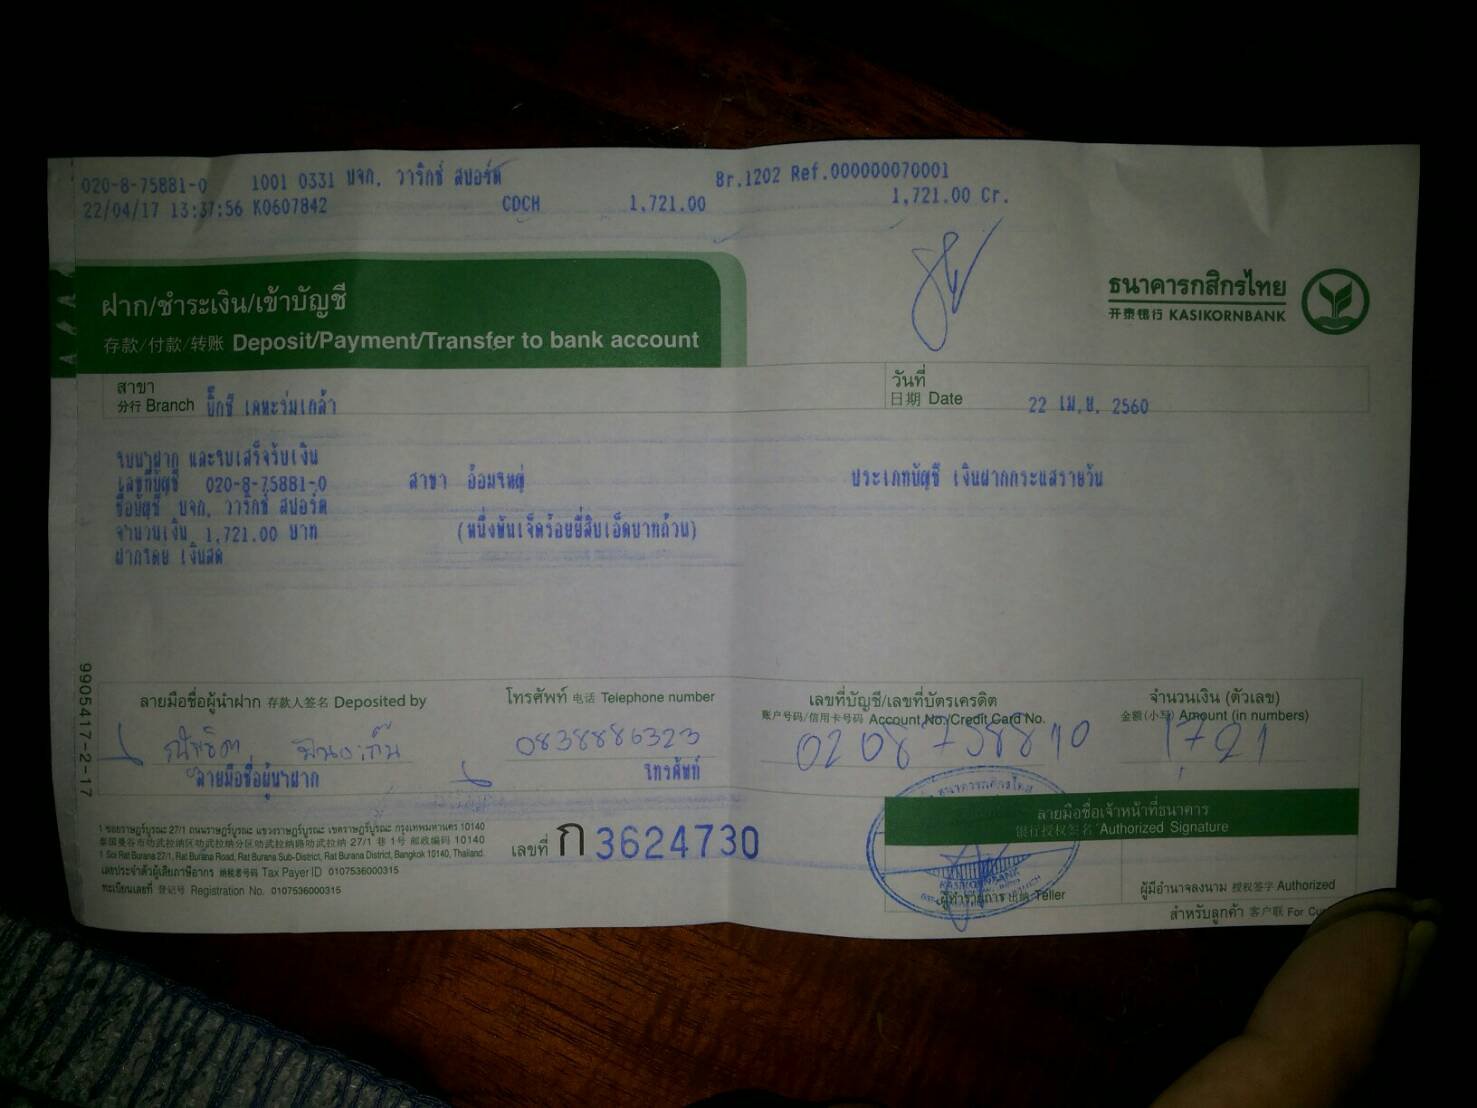 020-8-75881-0 1001 0331 บจก. วาริกซ์ สปอร์ต Br.1202 Ref.000000070001
22/04/17 13:37:56 K0607842 CDCH 1,721.00 1,721.00 Cr.
ฝาก/ชำระเงิน/เข้าบัญชี
存款/付款/转账 Deposit/Payment/Transfer to bank account
ธนาคารกสิกรไทย
开泰银行 KASIKORNBANK
สาขา
分行 Branch บิ๊กซี เคหะร่มเกล้า
วันที่
日期 Date 22 เม.ย. 2560
ใบนำฝาก และใบเสร็จรับเงิน
เลขที่บัญชี 020-8-75881-0 สาขา อ้อมใหญ่ ประเภทบัญชี เงินฝากกระแสรายวัน
ชื่อบัญชี บจก. วาริกซ์ สปอร์ต
จำนวนเงิน 1,721.00 บาท (หนึ่งพันเจ็ดร้อยยี่สิบเอ็ดบาทถ้วน)
ฝากโดย เงินสด
9905417-2-17
ลายมือชื่อผู้นำฝาก 存款人签名 Deposited by
โทรศัพท์ 电话 Telephone number
เลขที่บัญชี/เลขที่บัตรเครดิต
账户号码/信用卡号码 Account No./Credit Card No.
จำนวนเงิน (ตัวเลข)
金额(小写) Amount (in numbers)
0838886323
0208758810
1,721
ลายมือชื่อผู้นำฝาก
โทรศัพท์
1 ซอยราษฎร์บูรณะ 27/1 ถนนราษฎร์บูรณะ แขวงราษฎร์บูรณะ เขตราษฎร์บูรณะ กรุงเทพมหานคร 10140
泰国曼谷市叻武拉纳区叻武拉纳分区叻武拉纳路叻武拉纳 27/1 巷 1号 邮政编码 10140
1 Soi Rat Burana 27/1, Rat Burana Road, Rat Burana Sub-District, Rat Burana District, Bangkok 10140, Thailand.
เลขประจำตัวผู้เสียภาษีอากร 纳税者号码 Tax Payer ID 0107536000315
ทะเบียนเลขที่ 登记号 Registration No. 0107536000315
เลขที่ ก 3624730
ลายมือชื่อเจ้าหน้าที่ธนาคาร
银行授权签名 Authorized Signature
KASIKORNBANK
ผู้ทำรายการ 出纳 Teller
ผู้มีอำนาจลงนาม 授权签字 Authorized
สำหรับลูกค้า 客户联 For